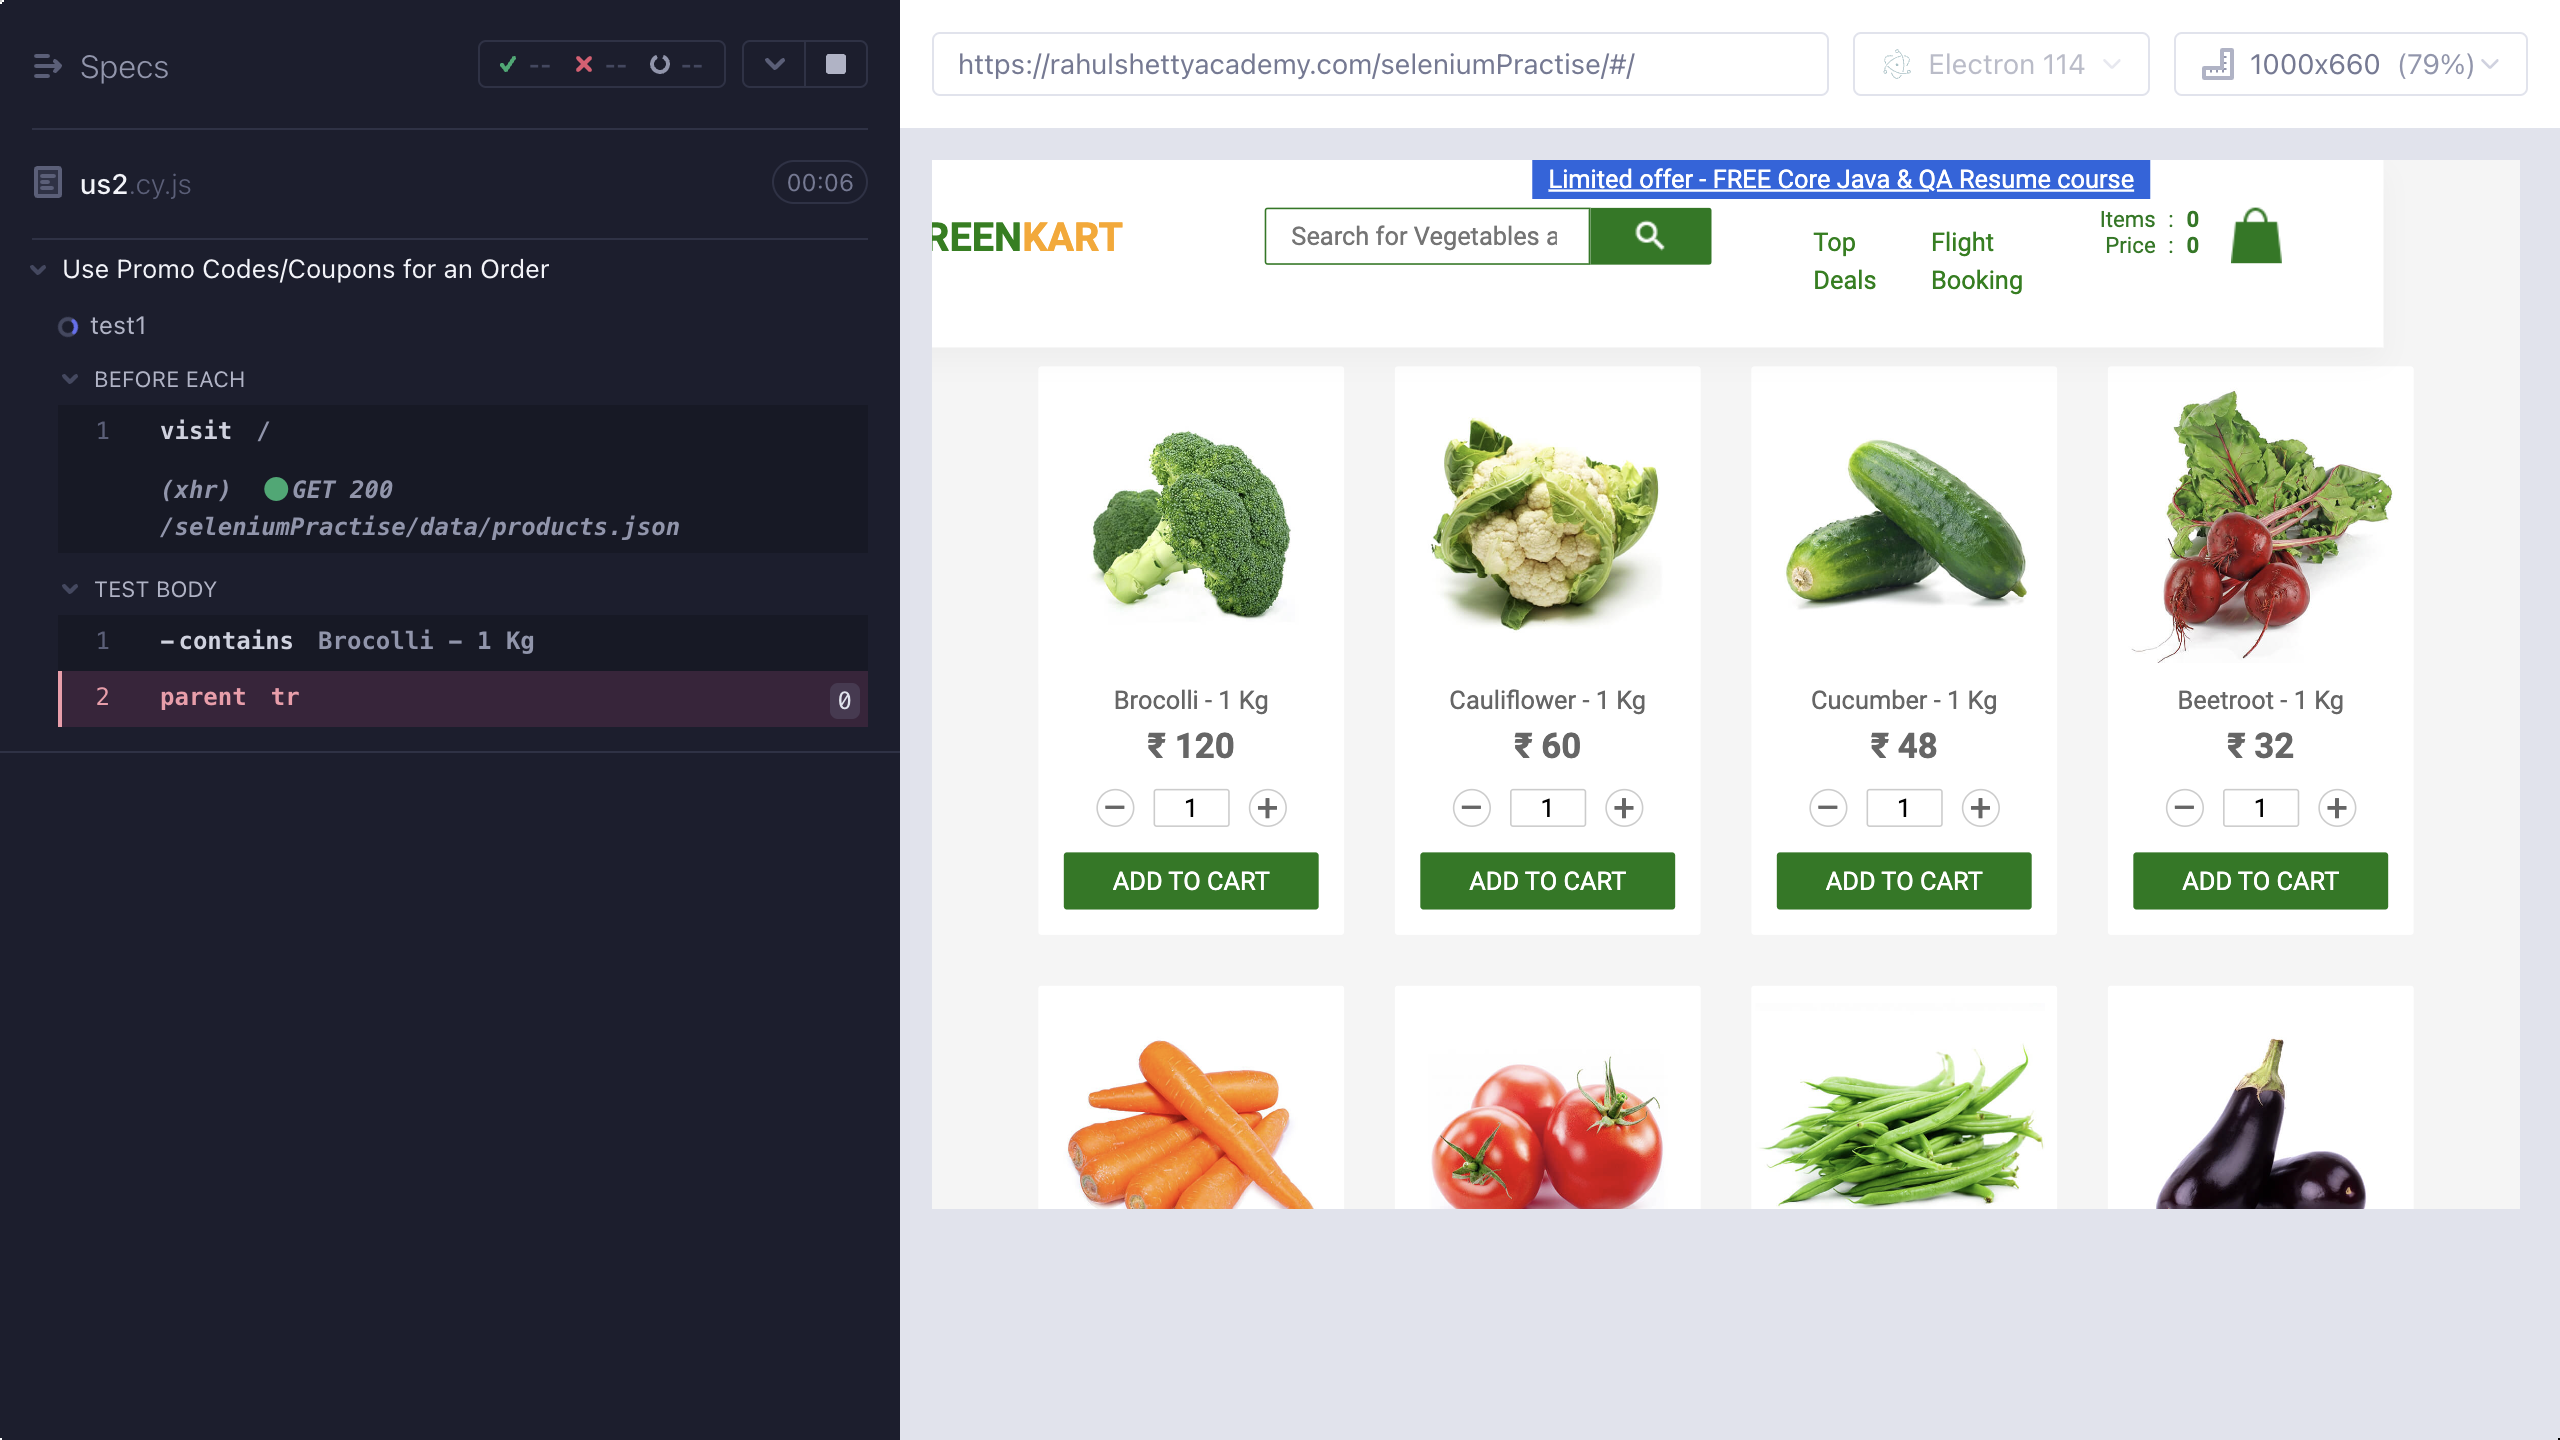 Specs
-- -- --
us2.cy.js 00:06
Use Promo Codes/Coupons for an Order
test1
BEFORE EACH
1 visit /
(xhr) GET 200
/seleniumPractise/data/products.json
TEST BODY
1 -contains Brocolli - 1 Kg
2 parent tr 0
https://rahulshettyacademy.com/seleniumPractise/#/
Electron 114
1000x660 (79%)
Limited offer - FREE Core Java & QA Resume course
REENKART
Search for Vegetables a
Top
Deals
Flight
Booking
Items : 0
Price : 0
Brocolli - 1 Kg
₹ 120
− 1 +
ADD TO CART
Cauliflower - 1 Kg
₹ 60
− 1 +
ADD TO CART
Cucumber - 1 Kg
₹ 48
− 1 +
ADD TO CART
Beetroot - 1 Kg
₹ 32
− 1 +
ADD TO CART